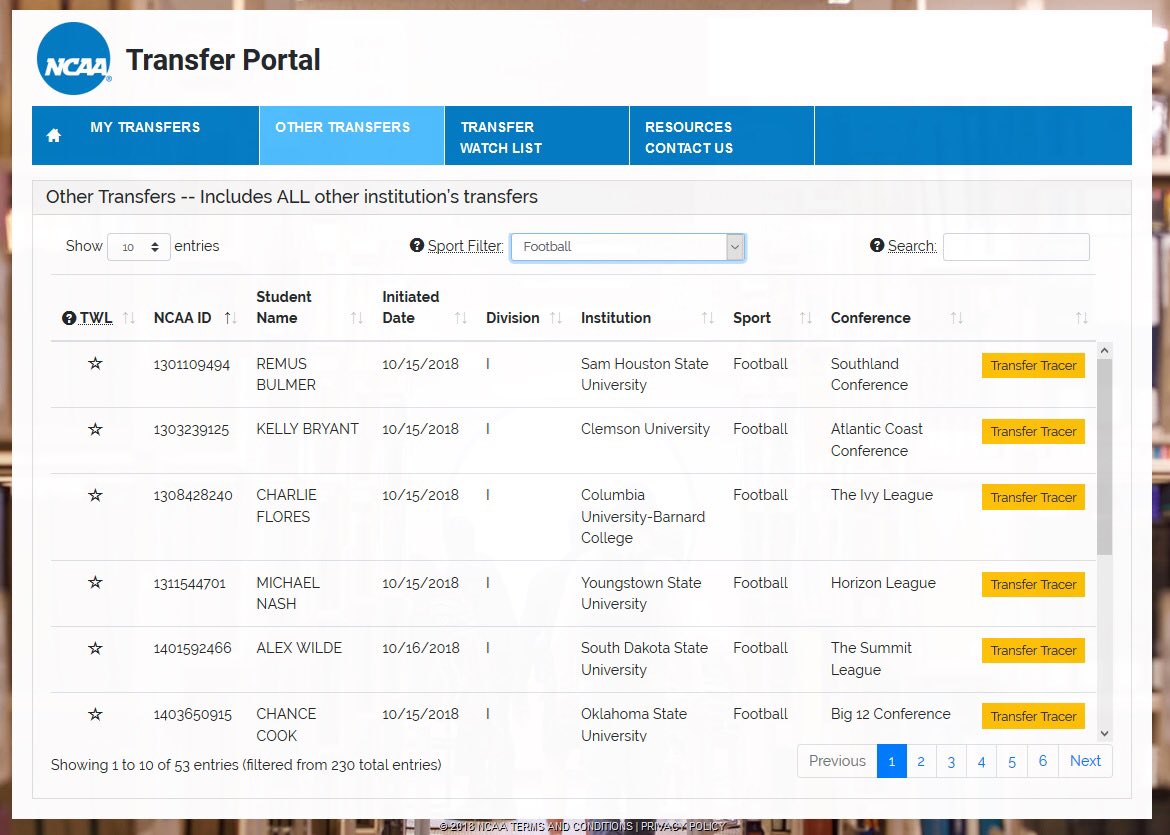 NCAA®
Transfer Portal
MY TRANSFERS
OTHER TRANSFERS
TRANSFER
WATCH LIST
RESOURCES
CONTACT US
Other Transfers -- Includes ALL other institution's transfers
Show 10 entries
Sport Filter: Football
Search:
TWL NCAA ID Student Name Initiated Date Division Institution Sport Conference
1301109494 REMUS BULMER 10/15/2018 I Sam Houston State University Football Southland Conference Transfer Tracer
1303239125 KELLY BRYANT 10/15/2018 I Clemson University Football Atlantic Coast Conference Transfer Tracer
1308428240 CHARLIE FLORES 10/15/2018 I Columbia University-Barnard College Football The Ivy League Transfer Tracer
1311544701 MICHAEL NASH 10/15/2018 I Youngstown State University Football Horizon League Transfer Tracer
1401592466 ALEX WILDE 10/16/2018 I South Dakota State University Football The Summit League Transfer Tracer
1403650915 CHANCE COOK 10/15/2018 I Oklahoma State University Football Big 12 Conference Transfer Tracer
Showing 1 to 10 of 53 entries (filtered from 230 total entries)
Previous 1 2 3 4 5 6 Next
© 2018 NCAA TERMS AND CONDITIONS | PRIVACY POLICY